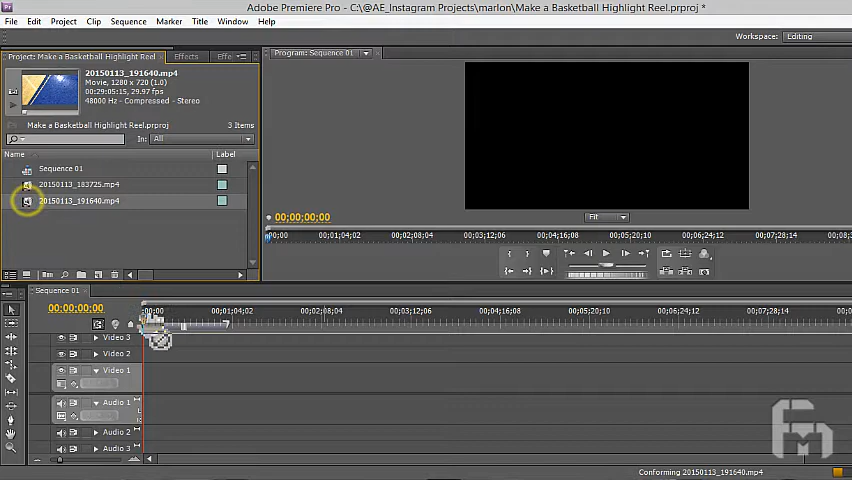 Adobe Premiere Pro - C:\@AE_Instagram Projects\marlon\Make a Basketball Highlight Reel.prproj *
File Edit Project Clip Sequence Marker Title Window Help
Workspace: Editing
Project: Make a Basketball Highlight Reel × Effects Effe
Program: Sequence 01
20150113_191640.mp4
Movie, 1280 x 720 (1.0)
00:29:05:15, 29.97 fps
48000 Hz - Compressed - Stereo
Make a Basketball Highlight Reel.prproj 3 Items
In: All
Name Label
Sequence 01
20150113_183725.mp4
20150113_191640.mp4
00;00;00;00 Fit
00;00 00;01;04;02 00;02;08;04 00;03;12;06 00;04;16;08 00;05;20;10 00;06;24;12 00;07;28;14 00;08;3
Sequence 01 ×
00;00;00;00 00;00 00;01;04;02 00;02;08;04 00;03;12;06 00;04;16;08 00;05;20;10 00;06;24;12 00;07;28;14
Video 3
Video 2
Video 1
Audio 1
Audio 2
Audio 3
Conforming 20150113_191640.mp4